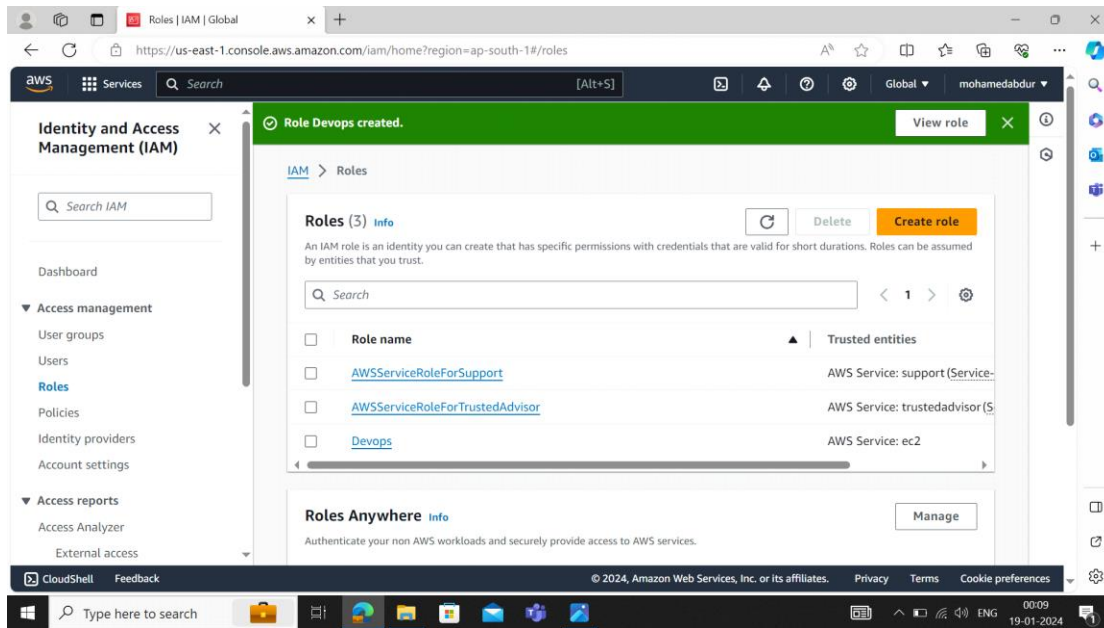 Roles | IAM | Global
https://us-east-1.console.aws.amazon.com/iam/home?region=ap-south-1#/roles
aws
Services
Search
[Alt+S]
Global
mohamedabdur
Identity and Access
Management (IAM)
Search IAM
Dashboard
Access management
User groups
Users
Roles
Policies
Identity providers
Account settings
Access reports
Access Analyzer
External access
Role Devops created.
View role
IAM > Roles
Roles (3) Info
Delete
Create role
An IAM role is an identity you can create that has specific permissions with credentials that are valid for short durations. Roles can be assumed
by entities that you trust.
Search
< 1 >
Role name
Trusted entities
AWSServiceRoleForSupport
AWS Service: support (Service-
AWSServiceRoleForTrustedAdvisor
AWS Service: trustedadvisor (S
Devops
AWS Service: ec2
Roles Anywhere Info
Manage
Authenticate your non AWS workloads and securely provide access to AWS services.
CloudShell
Feedback
© 2024, Amazon Web Services, Inc. or its affiliates.
Privacy
Terms
Cookie preferences
Type here to search
ENG
00:09
19-01-2024
1